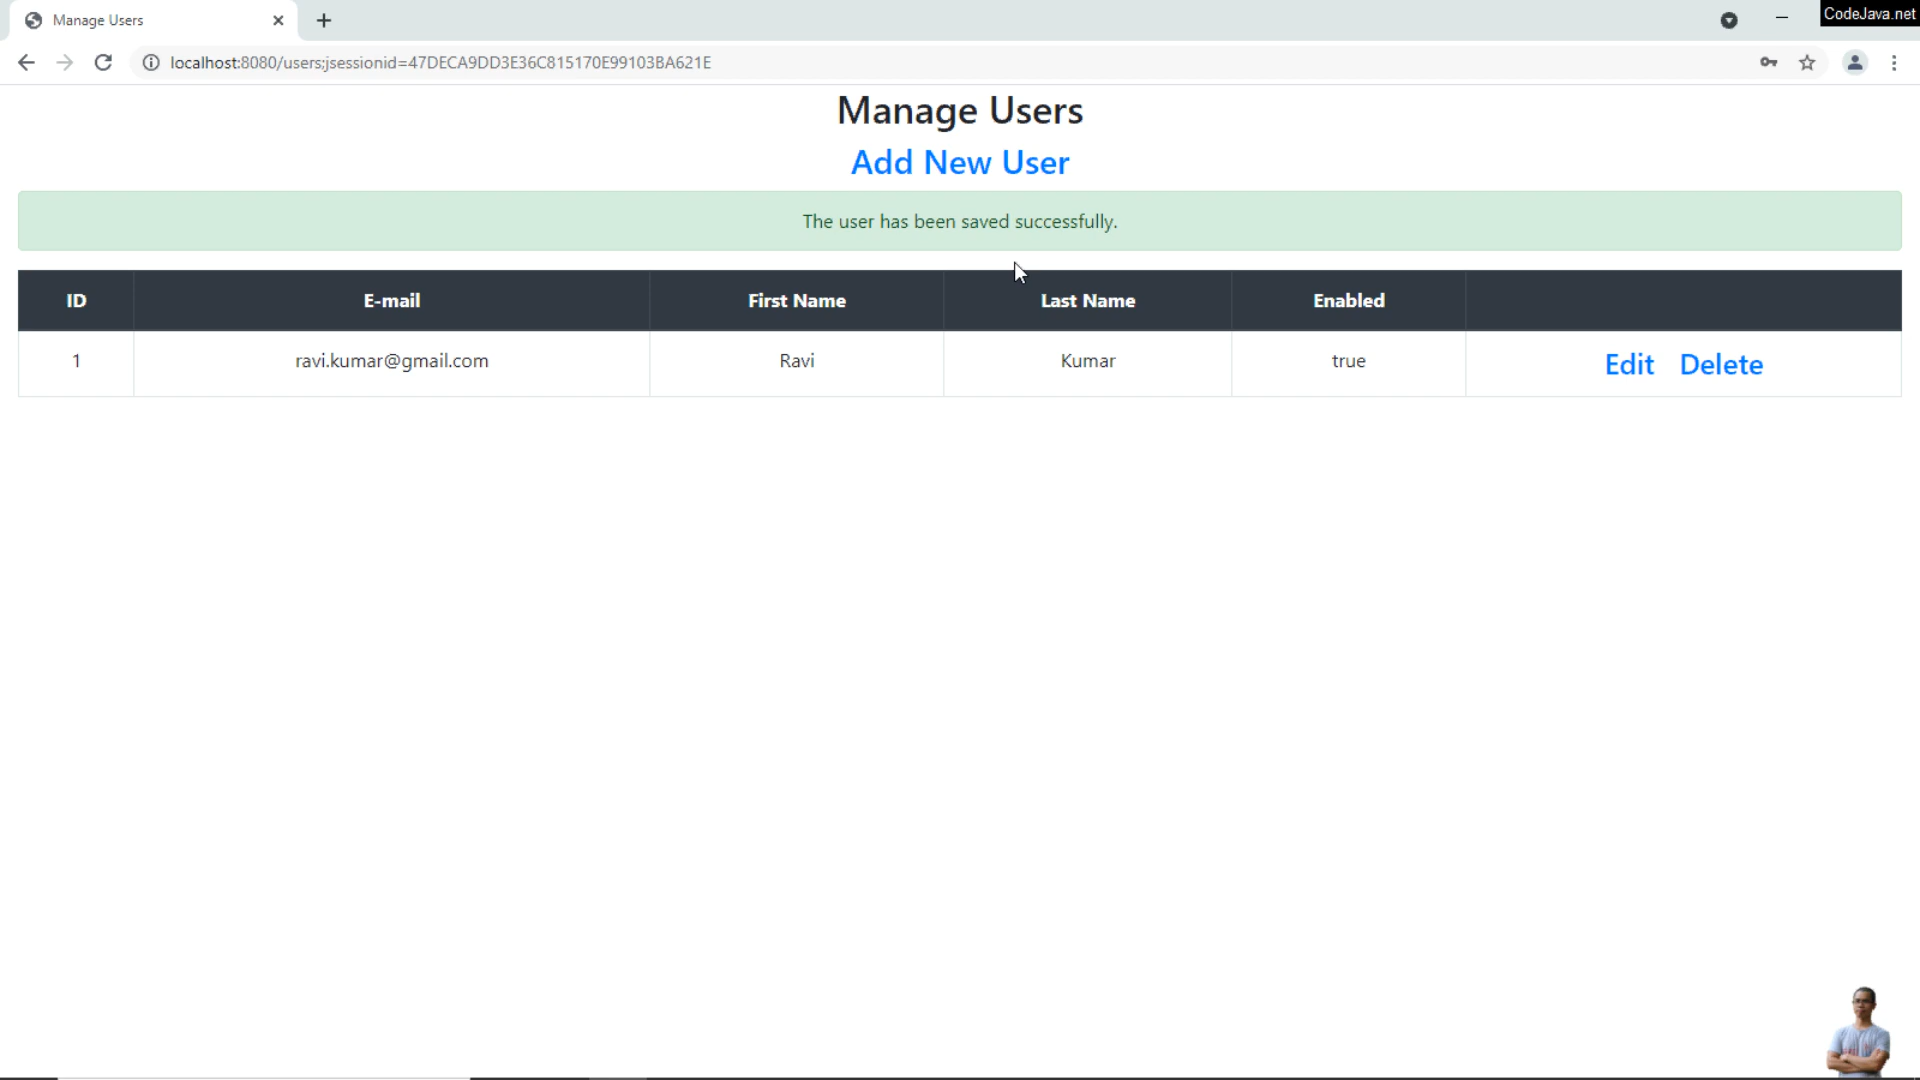 Manage Users
CodeJava.net
localhost:8080/users;jsessionid=47DECA9DD3E36C815170E99103BA621E
Manage Users
Add New User
The user has been saved successfully.
ID E-mail First Name Last Name Enabled
1 ravi.kumar@gmail.com Ravi Kumar true Edit Delete